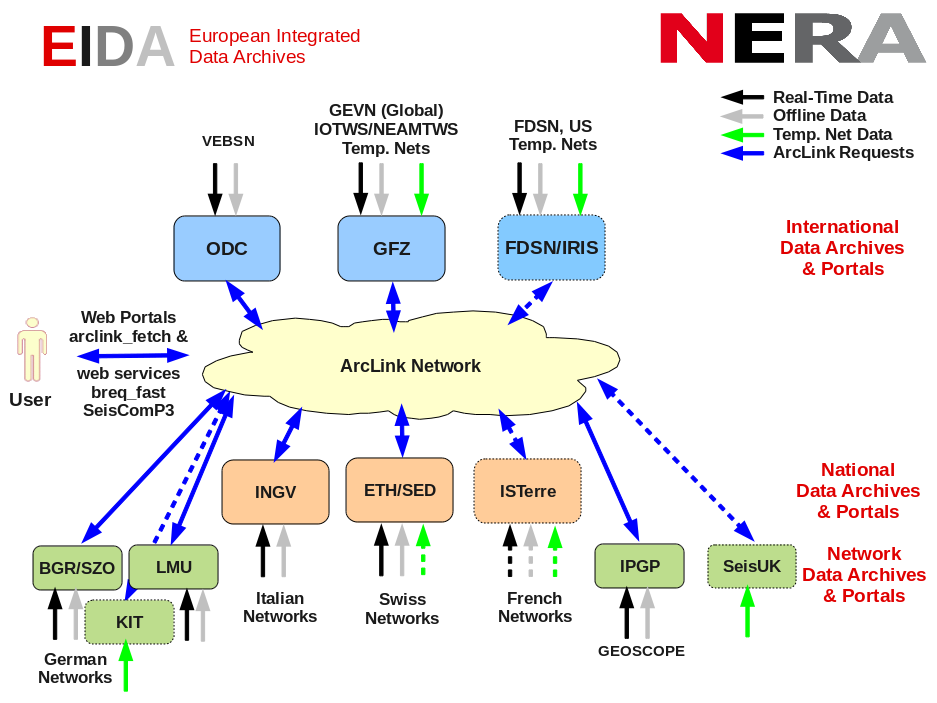 EIDA
European Integrated
Data Archives
NERA
Real-Time Data
Offline Data
Temp. Net Data
ArcLink Requests
VEBSN
GEVN (Global)
IOTWS/NEAMTWS
Temp. Nets
FDSN, US
Temp. Nets
ODC
GFZ
FDSN/IRIS
International
Data Archives
& Portals
Web Portals
arclink_fetch &
web services
breq_fast
SeisComP3
User
ArcLink Network
INGV
ETH/SED
ISTerre
National
Data Archives
& Portals
BGR/SZO
LMU
KIT
IPGP
SeisUK
Network
Data Archives
& Portals
German
Networks
Italian
Networks
Swiss
Networks
French
Networks
GEOSCOPE